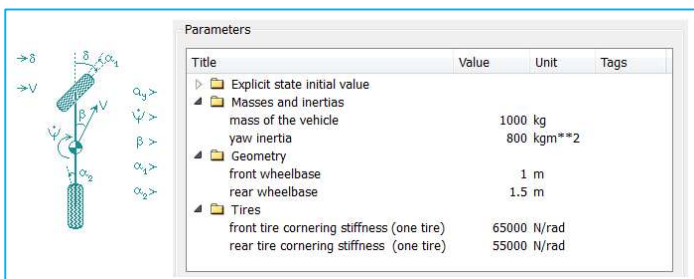 Parameters
Title Value Unit Tags
Explicit state initial value
Masses and inertias
mass of the vehicle 1000 kg
yaw inertia 800 kgm**2
Geometry
front wheelbase 1 m
rear wheelbase 1.5 m
Tires
front tire cornering stiffness (one tire) 65000 N/rad
rear tire cornering stiffness (one tire) 55000 N/rad
→δ
→V
δ
α₁
V
β
ψ̇
α₂
a_y >
ψ̇ >
β >
α₁ >
α₂ >